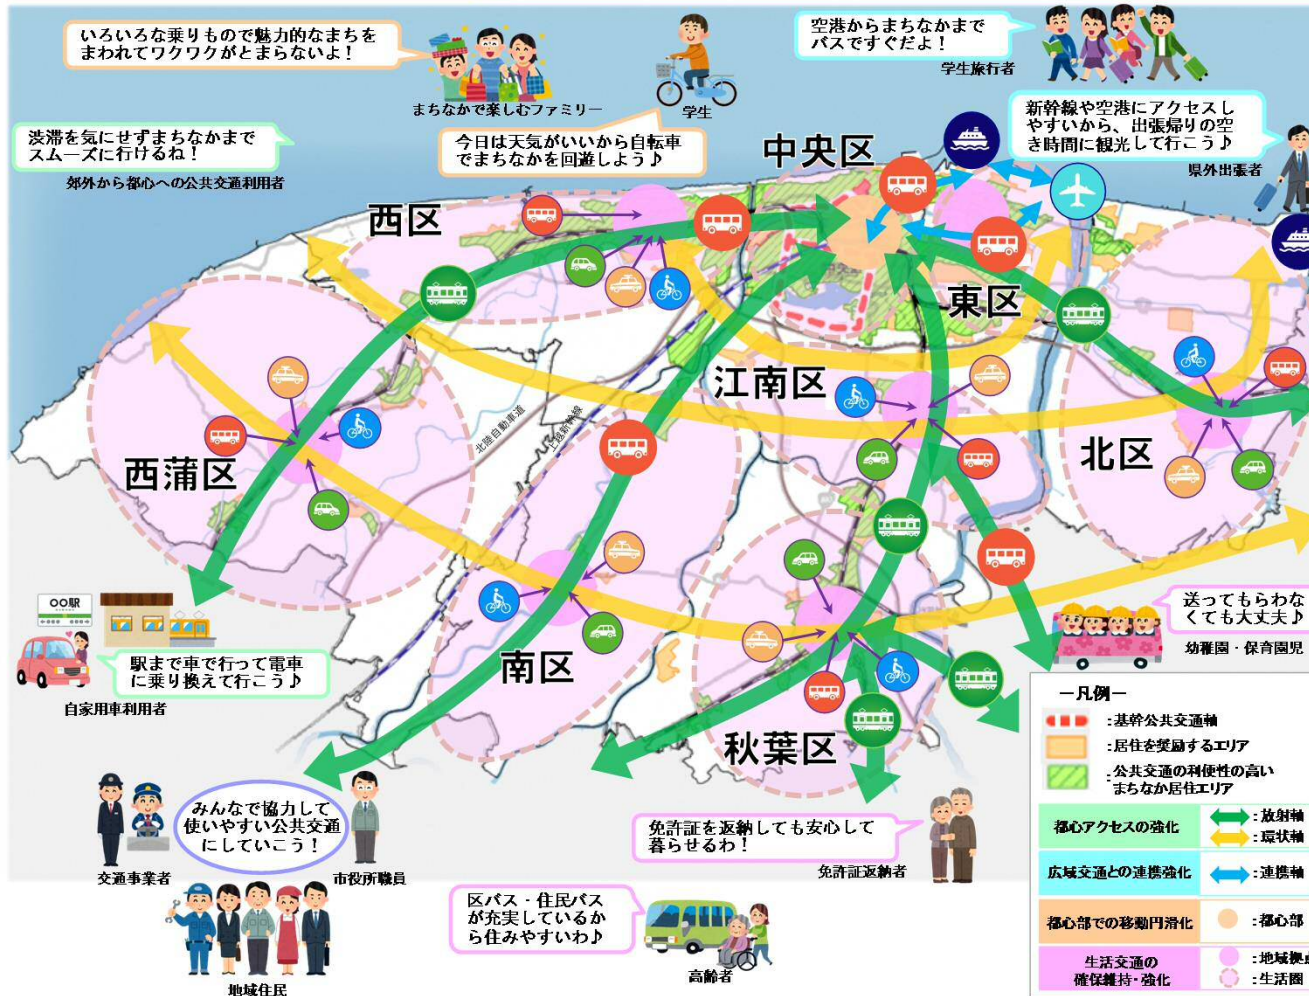 いろいろな乗りもので魅力的なまちを
まわれてワクワクがとまらないよ！
まちなかで楽しむファミリー
学生
空港からまちなかまで
バスですぐだよ！
学生旅行者
渋滞を気にせずまちなかまで
スムーズに行けるね！
郊外から都心への公共交通利用者
今日は天気がいいから自転車
でまちなかを回遊しよう♪
新幹線や空港にアクセスし
やすいから、出張帰りの空
き時間に観光して行こう♪
県外出張者
中央区
西区
東区
江南区
北区
西蒲区
南区
秋葉区
北陸自動車道
上越新幹線
〇〇駅
駅まで車で行って電車
に乗り換えて行こう♪
自家用車利用者
送ってもらわな
くても大丈夫♪
幼稚園・保育園児
みんなで協力して
使いやすい公共交通
にしていこう！
交通事業者
市役所職員
地域住民
免許証を返納しても安心して
暮らせるわ！
免許証返納者
区バス・住民バス
が充実しているか
ら住みやすいわ♪
高齢者
ー凡例ー
:基幹公共交通軸
:居住を奨励するエリア
:公共交通の利便性の高い
まちなか居住エリア
都心アクセスの強化
:放射軸
:環状軸
広域交通との連携強化
:連携軸
都心部での移動円滑化
:都心部
生活交通の
確保維持・強化
:地域拠点
:生活圏